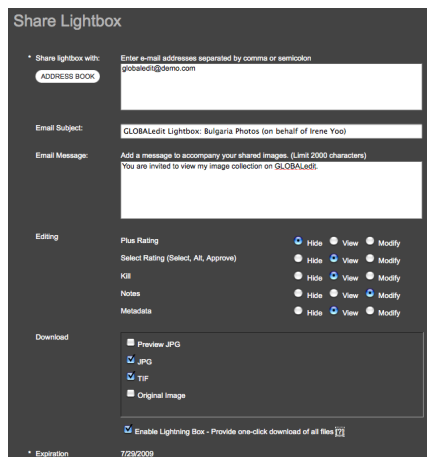 Share Lightbox
* Share lightbox with: Enter e-mail addresses separated by comma or semicolon
ADDRESS BOOK globaledit@demo.com
Email Subject: GLOBALedit Lightbox: Bulgaria Photos (on behalf of Irene Yoo)
Email Message: Add a message to accompany your shared images. (Limit 2000 characters)
You are invited to view my image collection on GLOBALedit.
Editing Plus Rating Hide View Modify
Select Rating (Select, Alt, Approve) Hide View Modify
Kill Hide View Modify
Notes Hide View Modify
Metadata Hide View Modify
Download Preview JPG
JPG
TIF
Original Image
Enable Lightning Box - Provide one-click download of all files [?]
* Expiration 7/29/2009